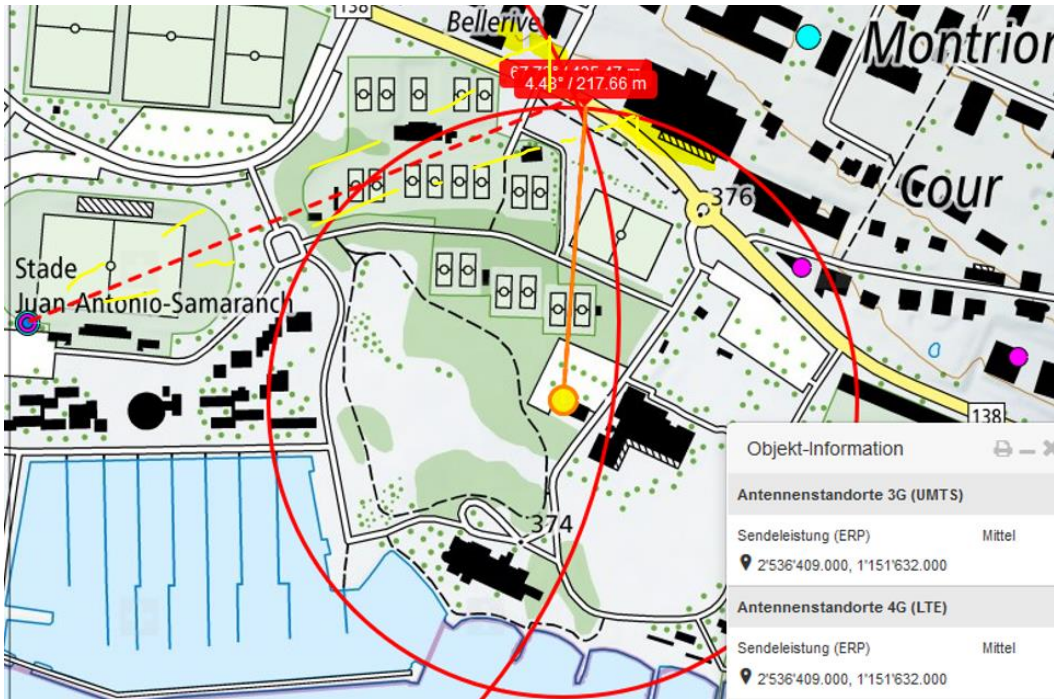 138
Bellerive
Montrior
4.43° / 217.66 m
376
Cour
Stade
Juan-Antonio-Samaranch
138
374
Objekt-Information
Antennenstandorte 3G (UMTS)
Sendeleistung (ERP) Mittel
2'536'409.000, 1'151'632.000
Antennenstandorte 4G (LTE)
Sendeleistung (ERP) Mittel
2'536'409.000, 1'151'632.000